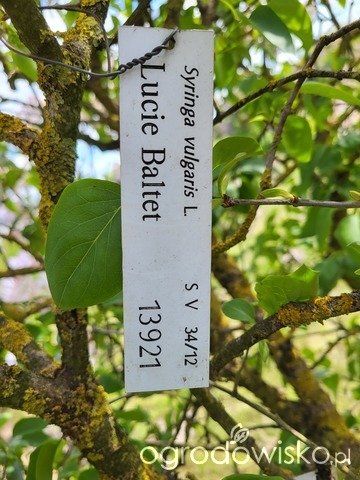 Syringa vulgaris L. S V 34/12
Lucie Baltet 13921
ogrodowisko.pl